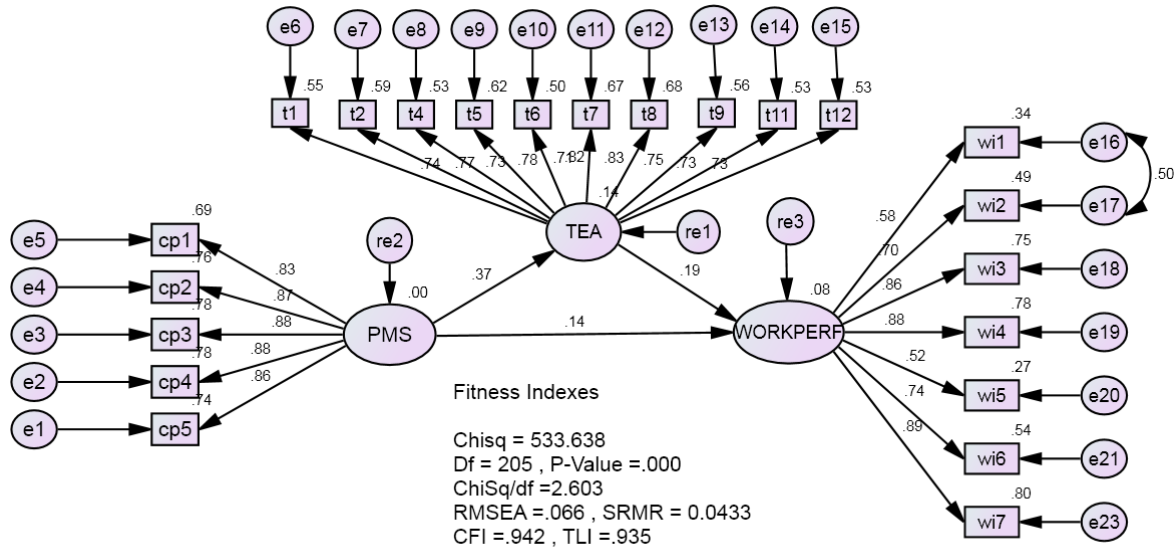 e6 e7 e8 e9 e10 e11 e12 e13 e14 e15
.55 .59 .53 .62 .50 .67 .68 .56 .53 .53
t1 t2 t4 t5 t6 t7 t8 t9 t11 t12
.74 .77 .73 .78 .71 .82 .83 .75 .73 .73
.34
wi1 e16
.50
.49
wi2 e17
.14
TEA re1
re3
re2
.58
.70
.75
wi3 e18
.86
.69
e5 cp1
.83
.76
e4 cp2
.87
.78
e3 cp3
.88
.78
e2 cp4
.88
.74
e1 cp5
.86
.37
.19
.00
PMS
.14
.08
WORKPERF
.78
.88 wi4 e19
.27
.52 wi5 e20
.54
.74 wi6 e21
.80
.89 wi7 e23
Fitness Indexes
Chisq = 533.638
Df = 205 , P-Value =.000
ChiSq/df =2.603
RMSEA =.066 , SRMR = 0.0433
CFI =.942 , TLI =.935